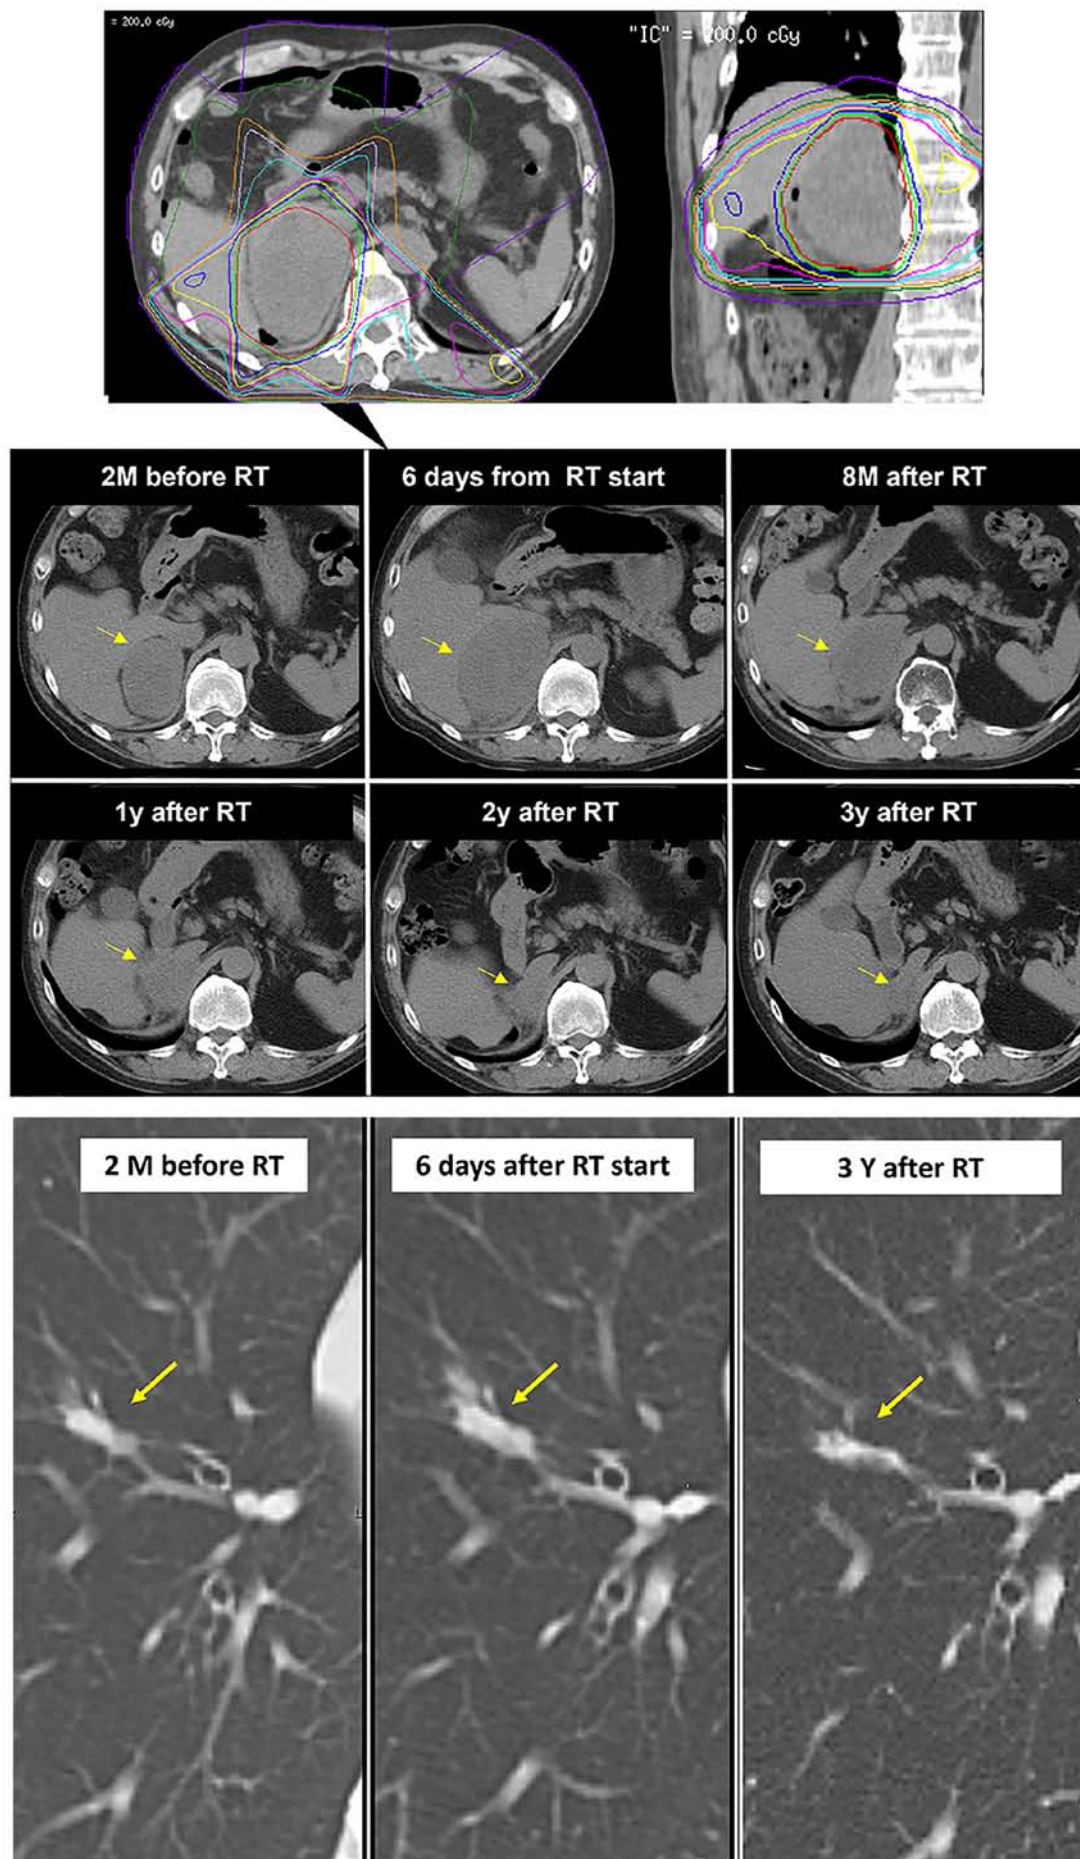 = 200.0 cGy
"IC" = 200.0 cGy
2M before RT
6 days from RT start
8M after RT
1y after RT
2y after RT
3y after RT
2 M before RT
6 days after RT start
3 Y after RT